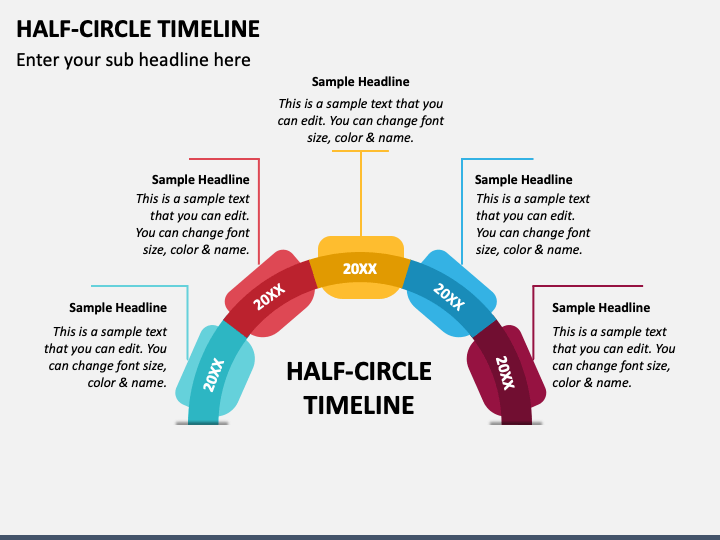 HALF-CIRCLE TIMELINE
Enter your sub headline here
Sample Headline
This is a sample text that you
can edit. You can change font
size, color & name.
Sample Headline
This is a sample text
that you can edit.
You can change font
size, color & name.
Sample Headline
This is a sample text
that you can edit.
You can change font
size, color & name.
20XX
20XX
20XX
Sample Headline
This is a sample text
that you can edit. You
can change font size,
color & name.
20XX
20XX
Sample Headline
This is a sample text
that you can edit. You
can change font size,
color & name.
HALF-CIRCLE
TIMELINE